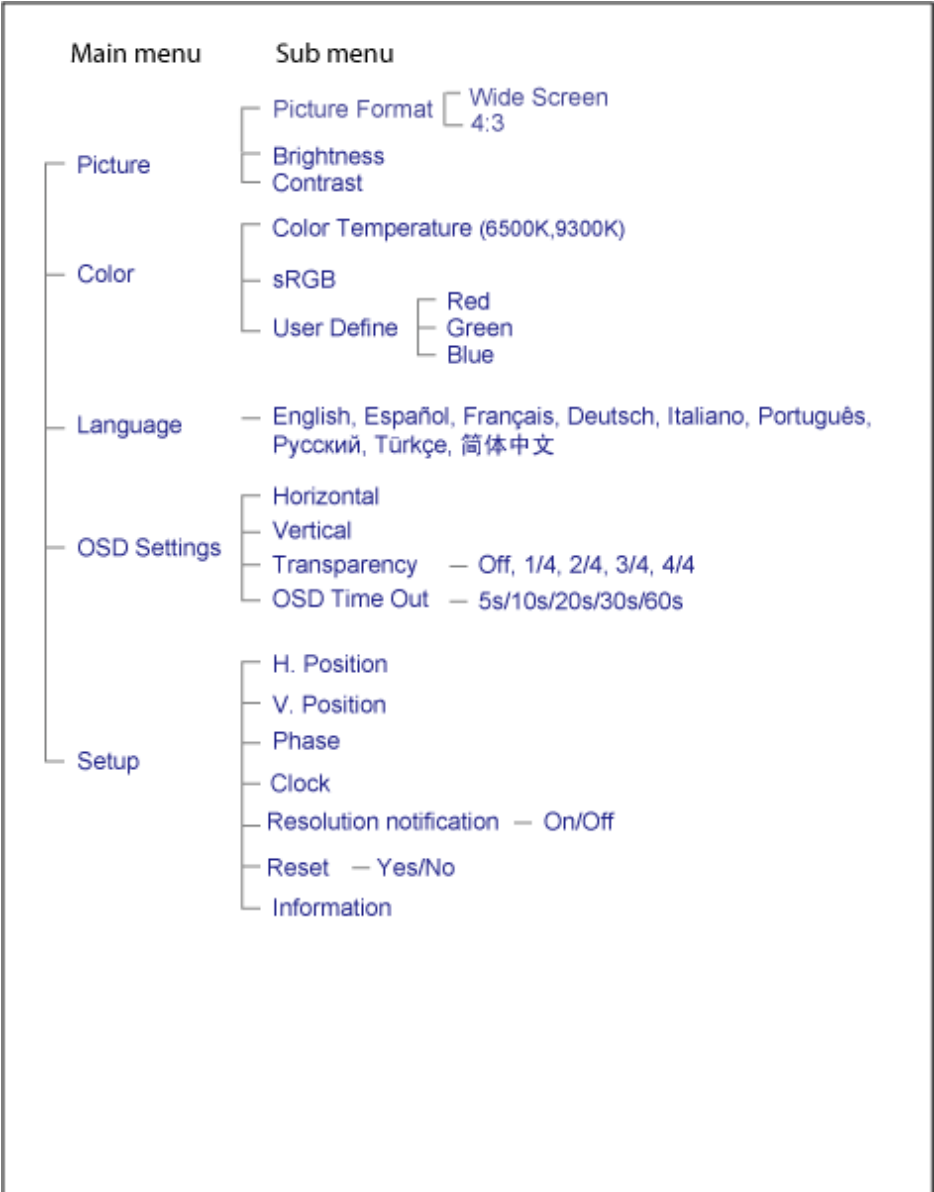 Main menu Sub menu
Picture Format Wide Screen
4:3
Picture Brightness
Contrast
Color Temperature (6500K,9300K)
Color sRGB
Red
User Define Green
Blue
Language English, Español, Français, Deutsch, Italiano, Português,
Русский, Türkçe, 简体中文
Horizontal
Vertical
OSD Settings
Transparency — Off, 1/4, 2/4, 3/4, 4/4
OSD Time Out — 5s/10s/20s/30s/60s
H. Position
V. Position
Phase
Setup
Clock
Resolution notification — On/Off
Reset — Yes/No
Information